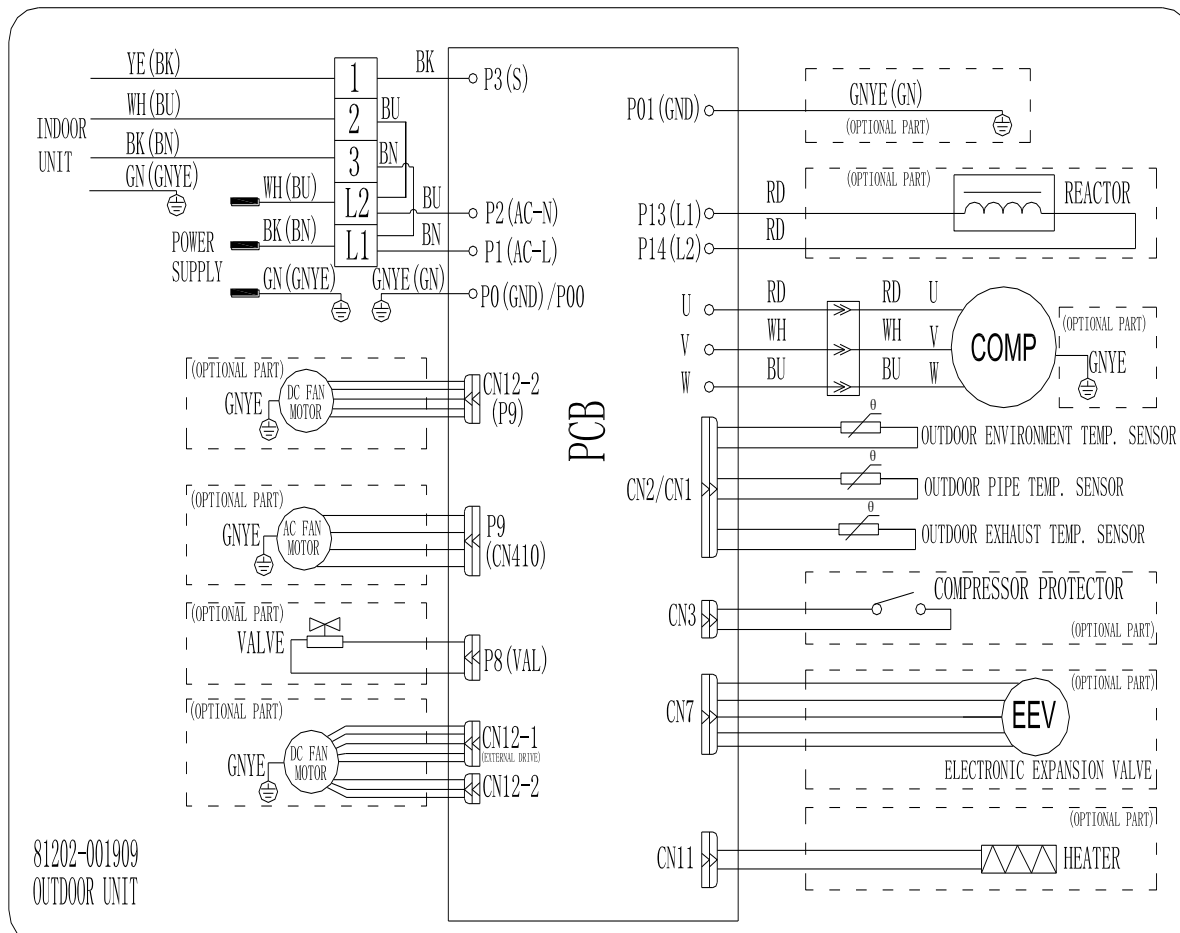 YE(BK)
1
BK
P3(S)
WH(BU)
2
BU
INDOOR
UNIT
BK(BN)
3
BN
GN(GNYE)
WH(BU)
L2
BU
P2(AC-N)
POWER
SUPPLY
BK(BN)
L1
BN
P1(AC-L)
GN(GNYE)
GNYE(GN)
P0(GND)/P00
(OPTIONAL PART)
DC FAN
MOTOR
GNYE
CN12-2
(P9)
(OPTIONAL PART)
AC FAN
MOTOR
GNYE
P9
(CN410)
(OPTIONAL PART)
VALVE
P8(VAL)
(OPTIONAL PART)
DC FAN
MOTOR
GNYE
CN12-1
(EXTERNAL DRIVE)
CN12-2
PCB
P01(GND)
GNYE(GN)
(OPTIONAL PART)
(OPTIONAL PART)
RD
REACTOR
P13(L1)
RD
P14(L2)
U
RD
RD
U
V
WH
WH
V
W
BU
BU
W
COMP
(OPTIONAL PART)
GNYE
CN2/CN1
θ
OUTDOOR ENVIRONMENT TEMP. SENSOR
θ
OUTDOOR PIPE TEMP. SENSOR
θ
OUTDOOR EXHAUST TEMP. SENSOR
CN3
COMPRESSOR PROTECTOR
(OPTIONAL PART)
CN7
(OPTIONAL PART)
EEV
ELECTRONIC EXPANSION VALVE
(OPTIONAL PART)
CN11
HEATER
81202-001909
OUTDOOR UNIT